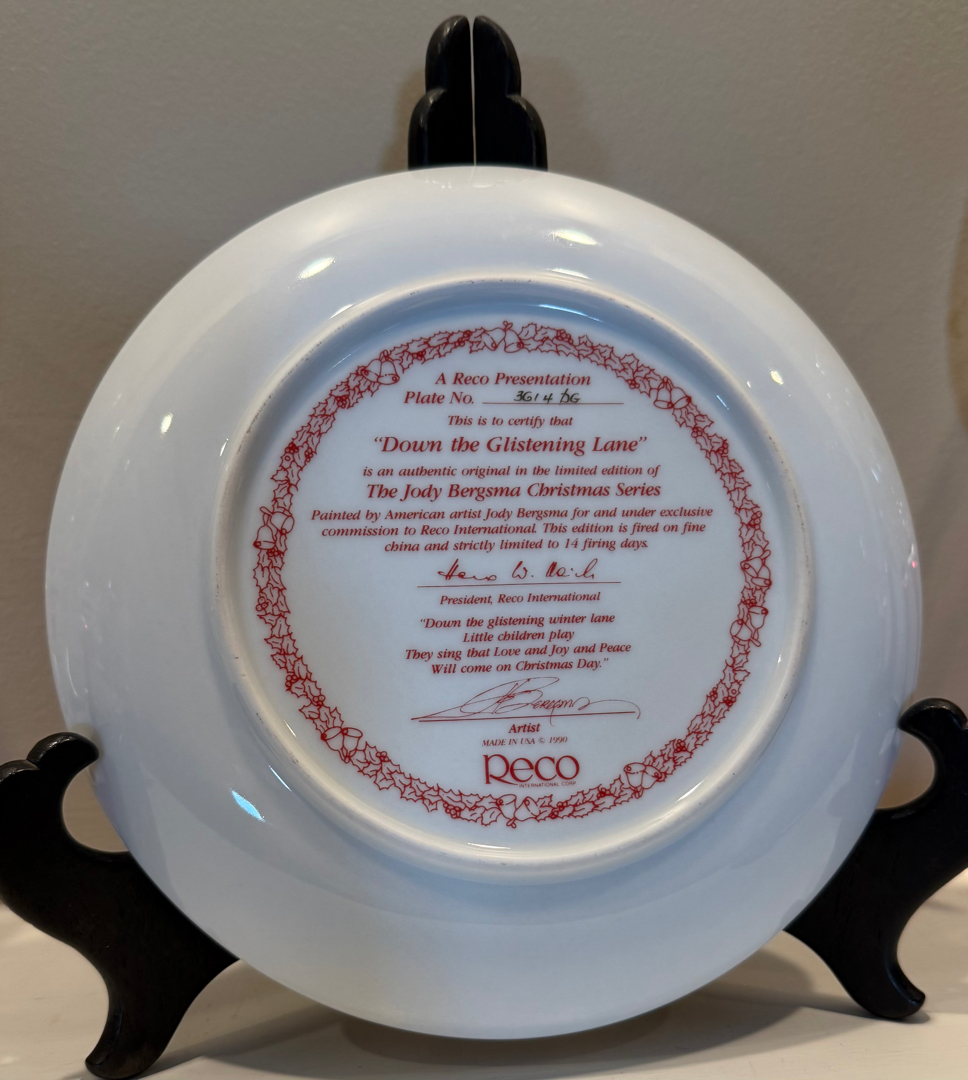 A Reco Presentation
Plate No. 3614 DG
This is to certify that
"Down the Glistening Lane"
is an authentic original in the limited edition of
The Jody Bergsma Christmas Series
Painted by American artist Jody Bergsma for and under exclusive
commission to Reco International. This edition is fired on fine
china and strictly limited to 14 firing days.
President, Reco International
"Down the glistening winter lane
Little children play
They sing that Love and Joy and Peace
Will come on Christmas Day."
Bergsma
Artist
MADE IN USA © 1990
Reco
INTERNATIONAL CORP.